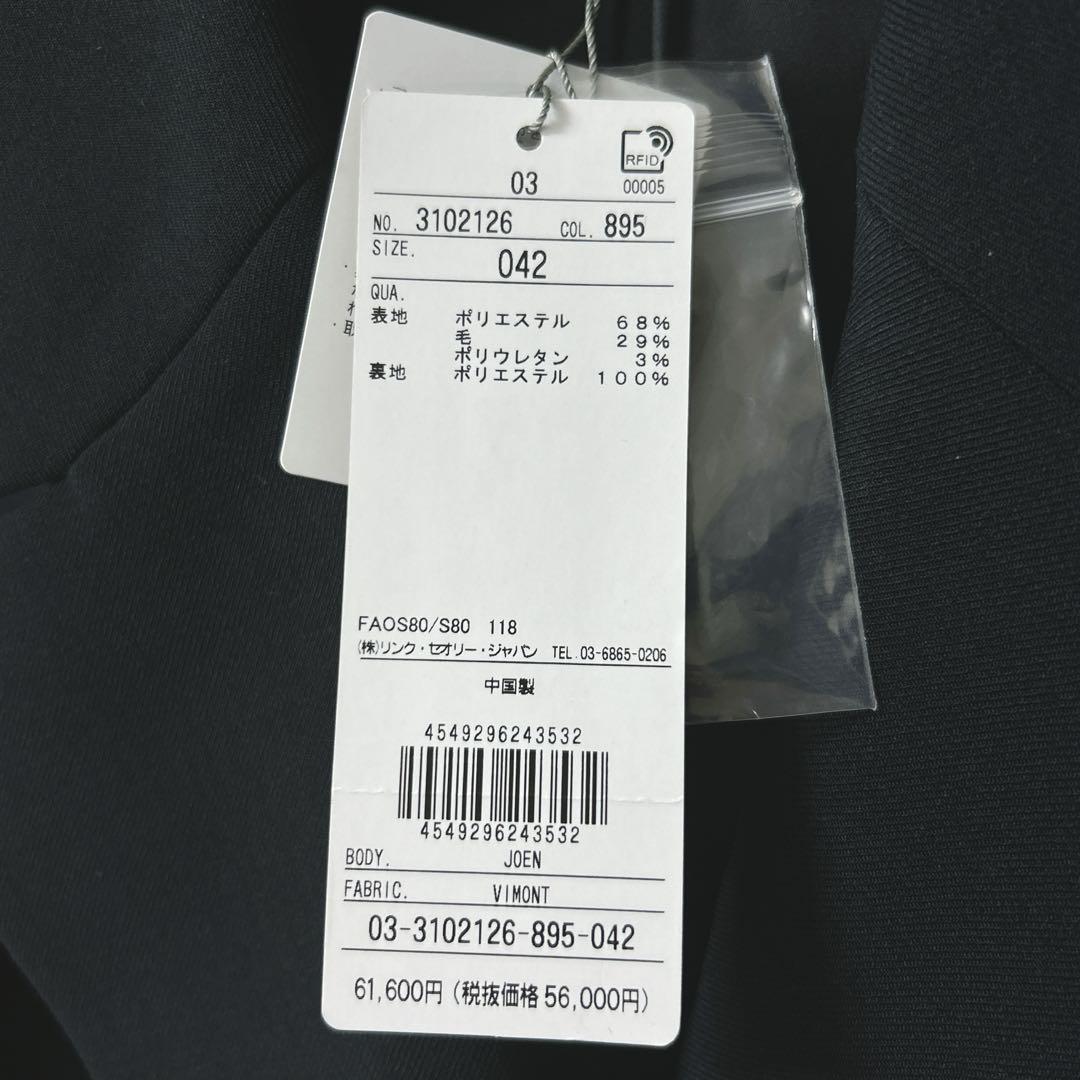 RFID
00005
03
NO. 3102126 COL. 895
SIZE.
042
QUA.
表地 ポリエステル 68%
毛 29%
ポリウレタン 3%
裏地 ポリエステル 100%
FAOS80/S80 118
(株)リンク・セオリー・ジャパン TEL.03-6865-0206
中国製
4549296243532
4549296243532
BODY. JOEN
FABRIC. VIMONT
03-3102126-895-042
61,600円(税抜価格56,000円)